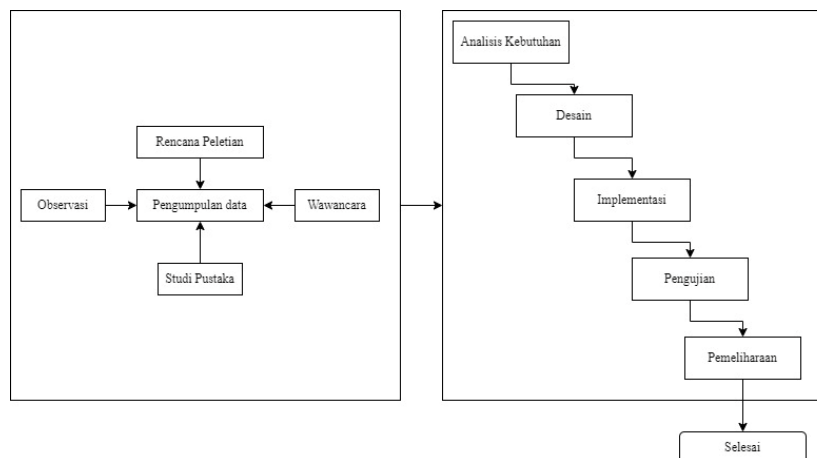 Rencana Peletian
Observasi
Pengumpulan data
Wawancara
Studi Pustaka
Analisis Kebutuhan
Desain
Implementasi
Pengujian
Pemeliharaan
Selesai